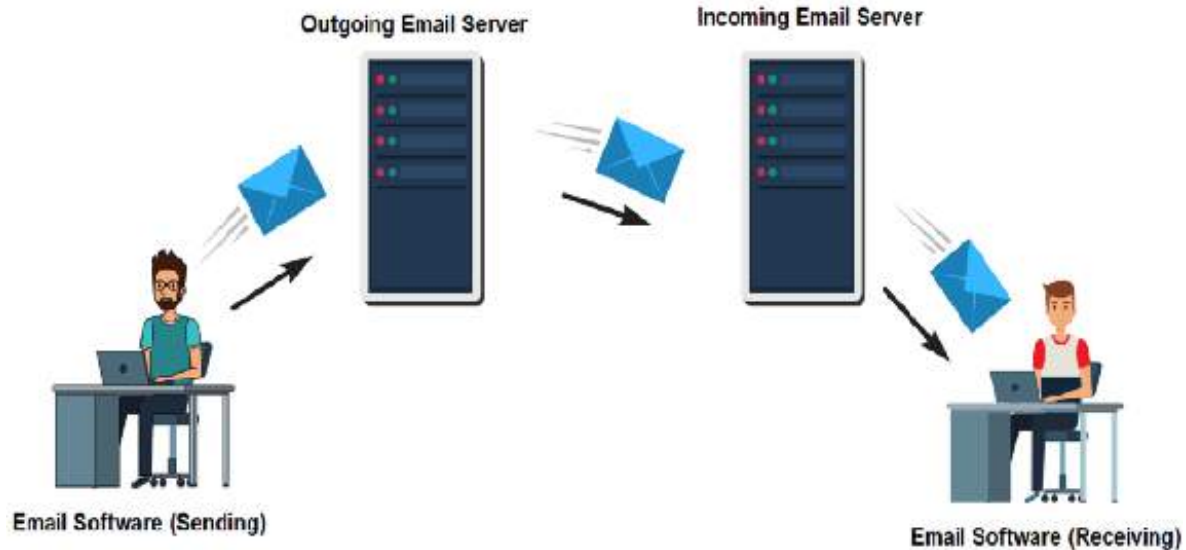 Outgoing Email Server
Incoming Email Server
Email Software (Sending)
Email Software (Receiving)